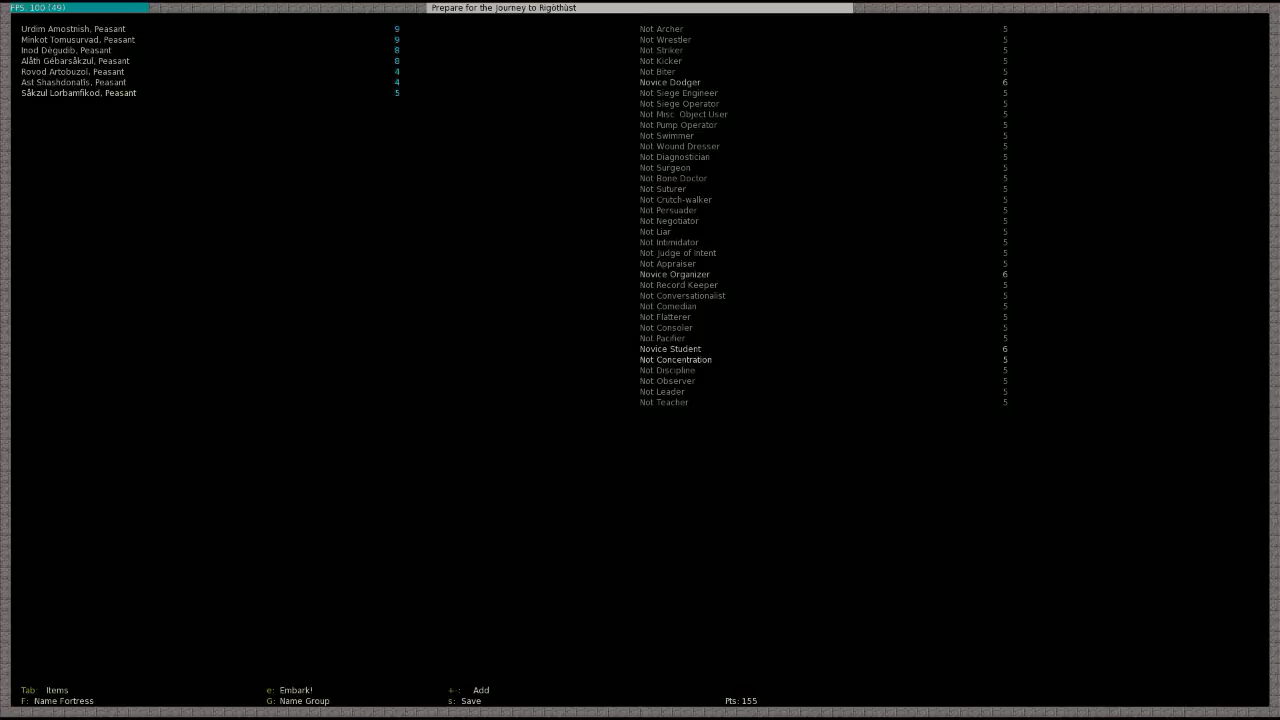 FPS: 100 (49)
Prepare for the Journey to Rigòthùst
Urdim Amostnish, Peasant 9 Not Archer 5
Minkot Tomusurvad, Peasant 9 Not Wrestler 5
Inod Dègudib, Peasant 8 Not Striker 5
Alåth Gëbarsåkzul, Peasant 8 Not Kicker 5
Rovod Artobuzol, Peasant 4 Not Biter 5
Ast Shashdonatîs, Peasant 4 Novice Dodger 6
Såkzul Lorbamfikod, Peasant 5 Not Siege Engineer 5
Not Siege Operator 5
Not Misc. Object User 5
Not Pump Operator 5
Not Swimmer 5
Not Wound Dresser 5
Not Diagnostician 5
Not Surgeon 5
Not Bone Doctor 5
Not Suturer 5
Not Crutch-walker 5
Not Persuader 5
Not Negotiator 5
Not Liar 5
Not Intimidator 5
Not Judge of Intent 5
Not Appraiser 5
Novice Organizer 6
Not Record Keeper 5
Not Conversationalist 5
Not Comedian 5
Not Flatterer 5
Not Consoler 5
Not Pacifier 5
Novice Student 6
Not Concentration 5
Not Discipline 5
Not Observer 5
Not Leader 5
Not Teacher 5
Tab: Items e: Embark! +-: Add
F: Name Fortress G: Name Group s: Save Pts: 155